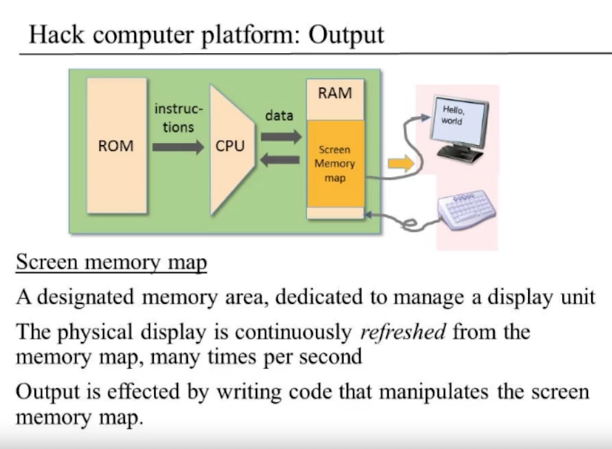 Hack computer platform: Output
ROM
instruc-
tions
CPU
data
RAM
Screen
Memory
map
Hello,
world
Screen memory map
A designated memory area, dedicated to manage a display unit
The physical display is continuously refreshed from the
memory map, many times per second
Output is effected by writing code that manipulates the screen
memory map.